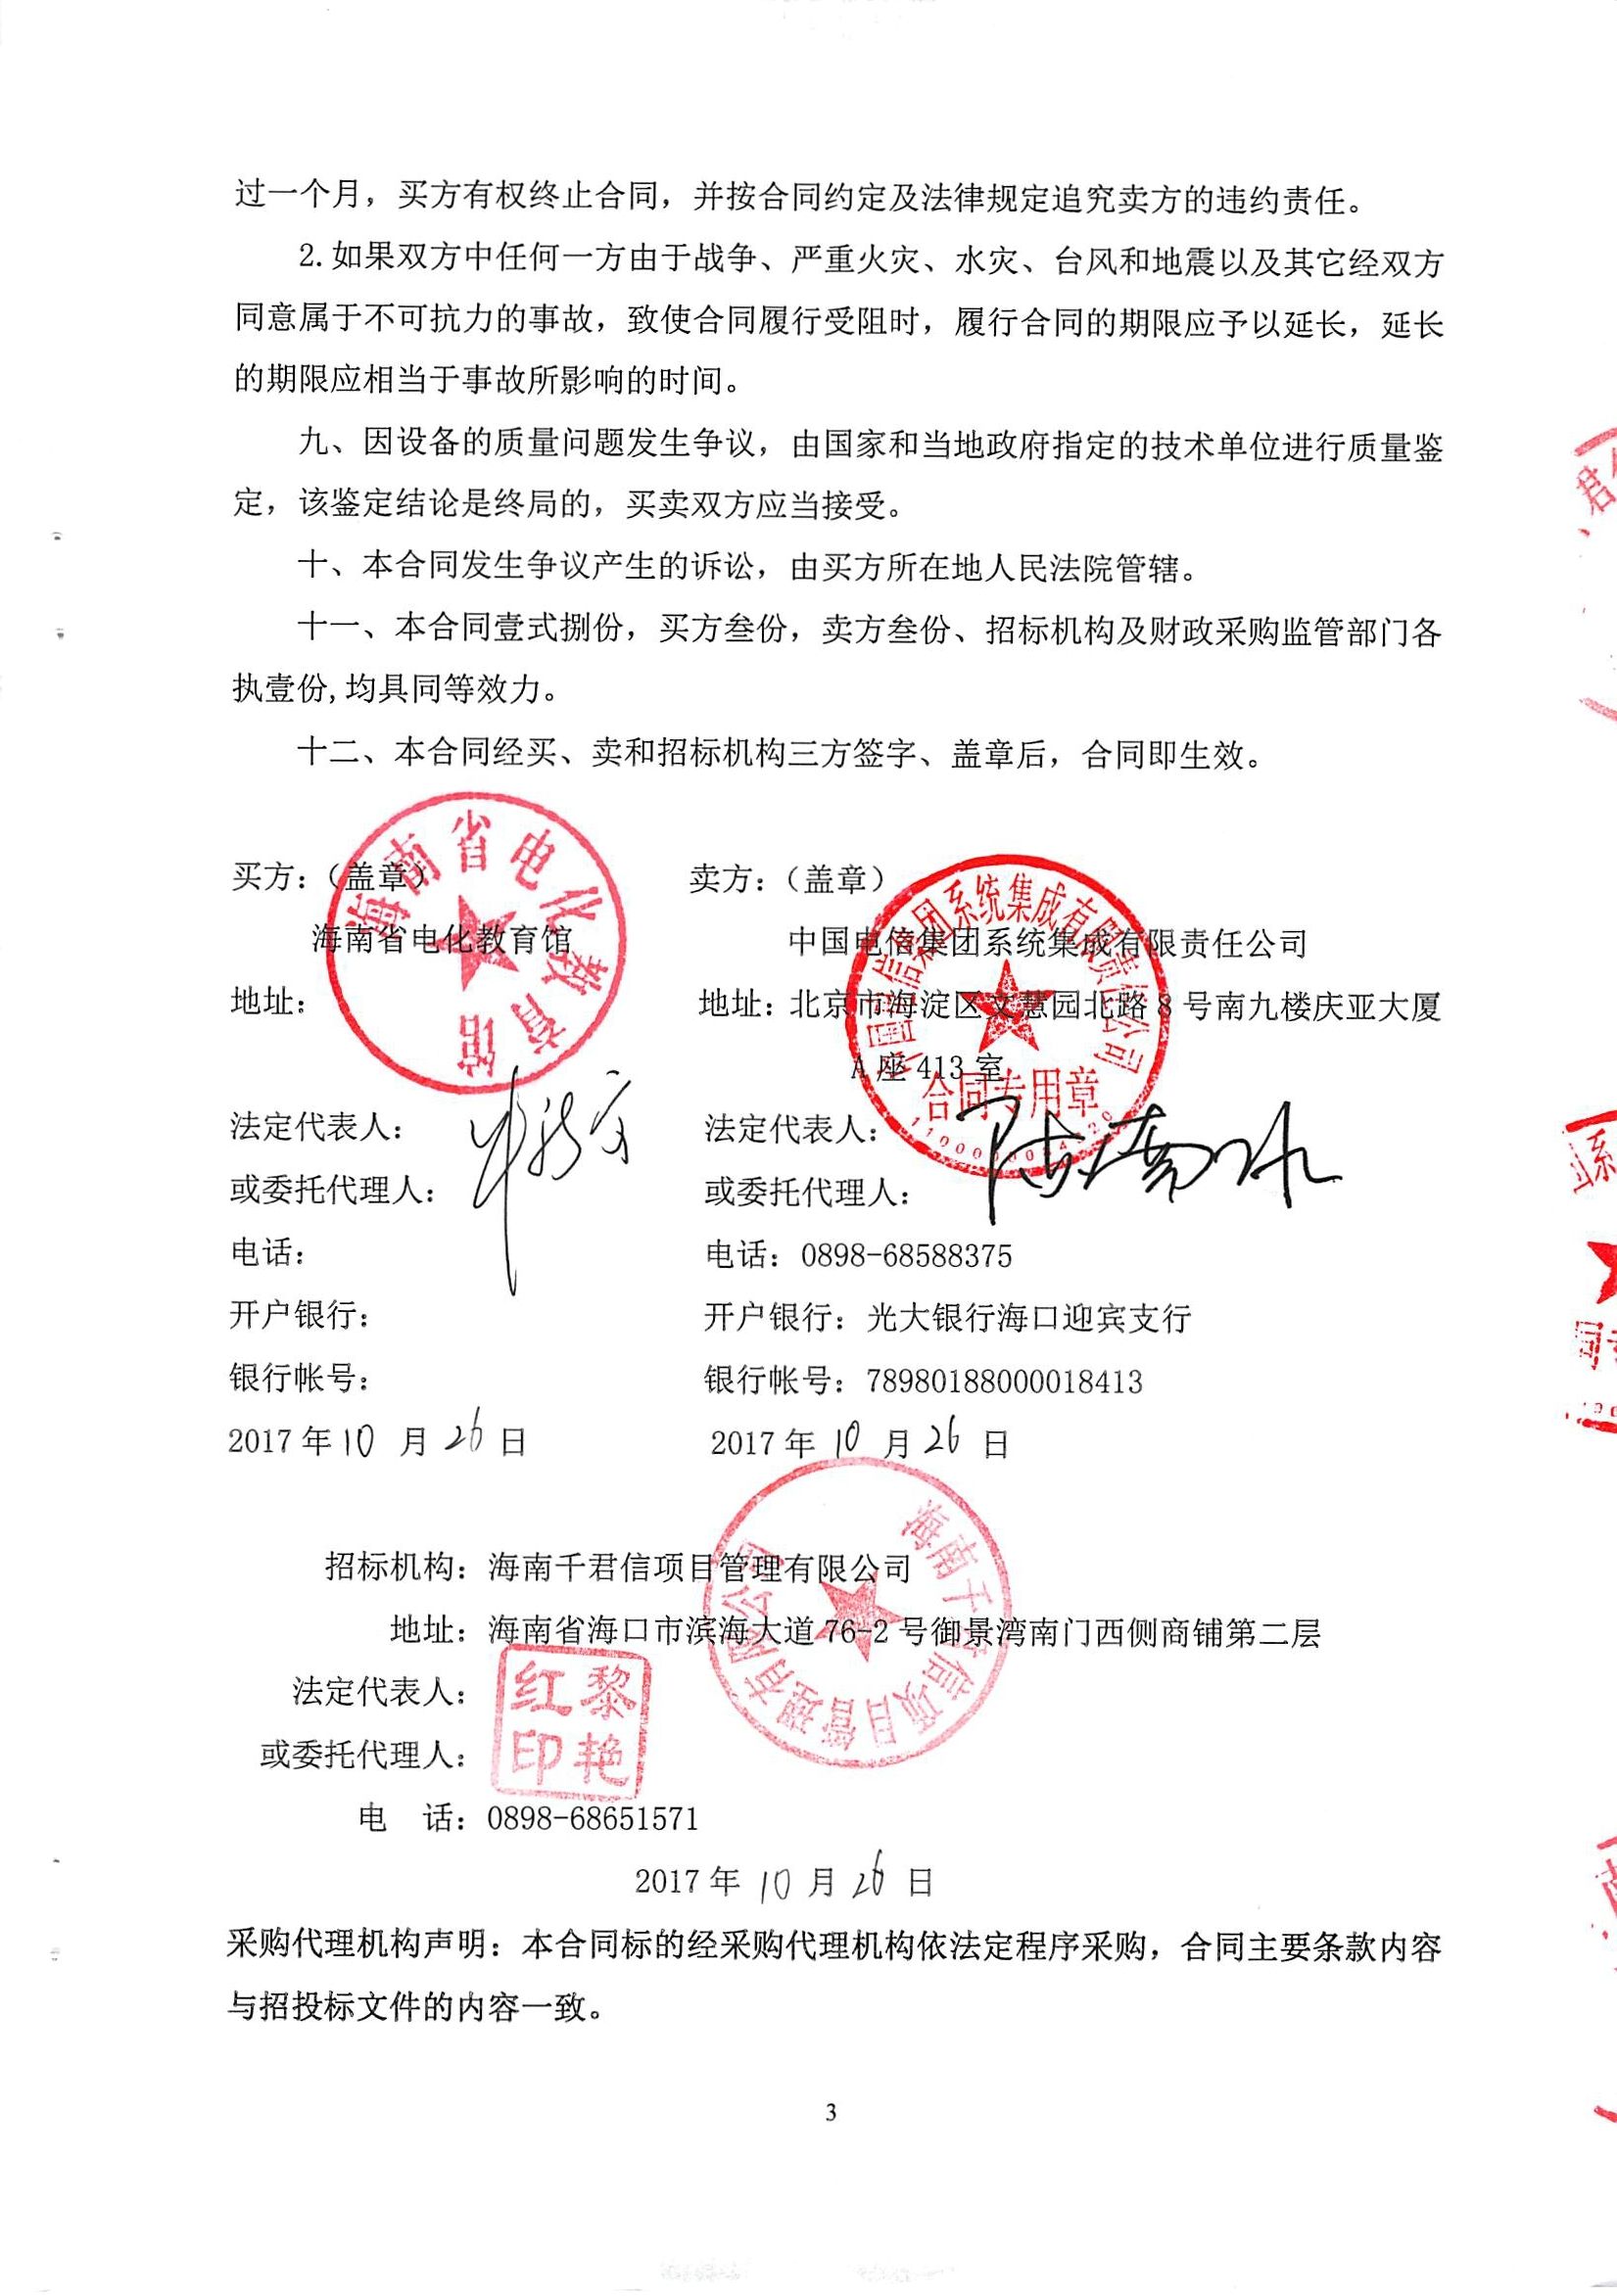 过一个月，买方有权终止合同，并按合同约定及法律规定追究卖方的违约责任。
2.如果双方中任何一方由于战争、严重火灾、水灾、台风和地震以及其它经双方
同意属于不可抗力的事故，致使合同履行受阻时，履行合同的期限应予以延长，延长
的期限应相当于事故所影响的时间。
九、因设备的质量问题发生争议，由国家和当地政府指定的技术单位进行质量鉴
定，该鉴定结论是终局的，买卖双方应当接受。
十、本合同发生争议产生的诉讼，由买方所在地人民法院管辖。
十一、本合同壹式捌份，买方叁份，卖方叁份、招标机构及财政采购监管部门各
执壹份,均具同等效力。
十二、本合同经买、卖和招标机构三方签字、盖章后，合同即生效。
买方：（盖章）
海南省电化教育馆
地址：
法定代表人：
或委托代理人：
电话：
开户银行：
银行帐号：
2017年10月26日
海南省电化教育馆
卖方：（盖章）
中国电信集团系统集成有限责任公司
地址：北京市海淀区文慧园北路8号南九楼庆亚大厦
A座413室
法定代表人：
或委托代理人：
电话：0898-68588375
开户银行：光大银行海口迎宾支行
银行帐号：78980188000018413
2017年10月26日
中国电信集团系统集成有限责任公司
合同专用章
招标机构：海南千君信项目管理有限公司
地址：海南省海口市滨海大道76-2号御景湾南门西侧商铺第二层
法定代表人：
或委托代理人：
电 话：0898-68651571
2017年10月26日
海南千君信项目管理有限公司
黎艳
红印
采购代理机构声明：本合同标的经采购代理机构依法定程序采购，合同主要条款内容
与招投标文件的内容一致。
3